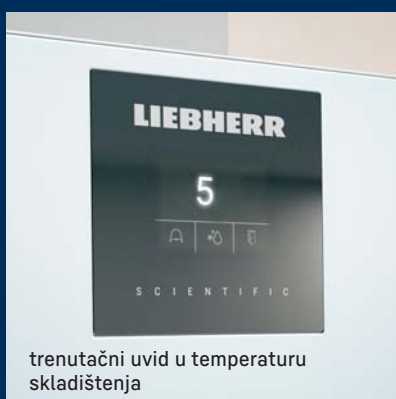 LIEBHERR
5
SCIENTIFIC
trenutačni uvid u temperaturu
skladištenja